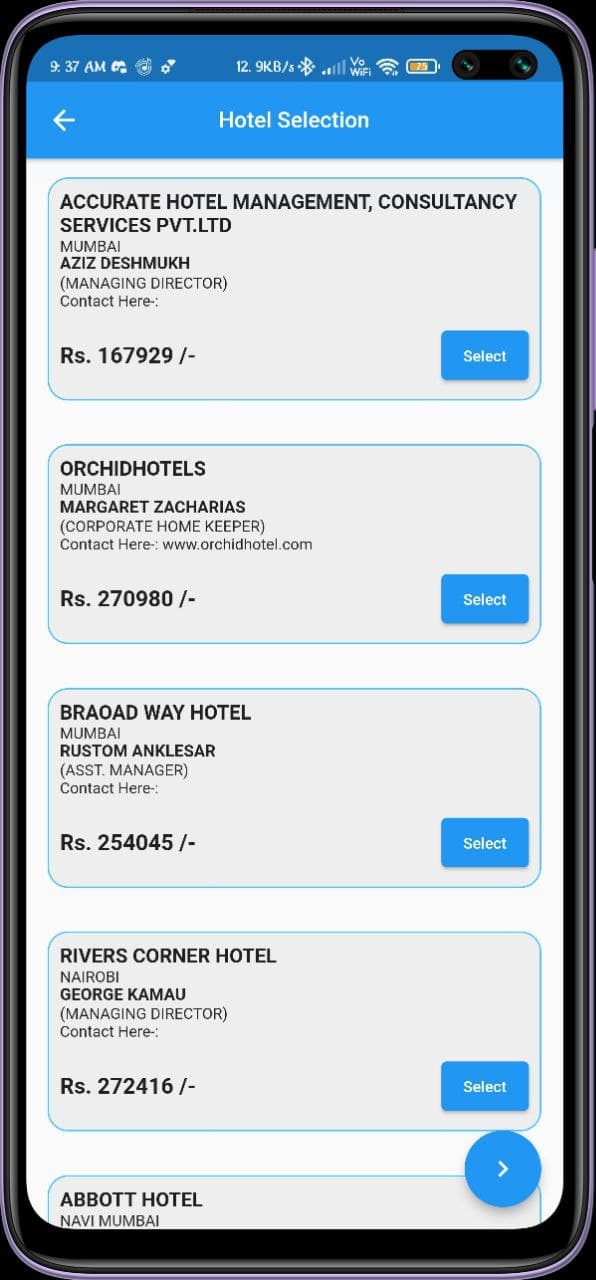 9: 37 AM
12. 9KB/s
Vo
WiFi
75
Hotel Selection
ACCURATE HOTEL MANAGEMENT, CONSULTANCY
SERVICES PVT.LTD
MUMBAI
AZIZ DESHMUKH
(MANAGING DIRECTOR)
Contact Here-:
Rs. 167929 /-
Select
ORCHIDHOTELS
MUMBAI
MARGARET ZACHARIAS
(CORPORATE HOME KEEPER)
Contact Here-: www.orchidhotel.com
Rs. 270980 /-
Select
BRAOAD WAY HOTEL
MUMBAI
RUSTOM ANKLESAR
(ASST. MANAGER)
Contact Here-:
Rs. 254045 /-
Select
RIVERS CORNER HOTEL
NAIROBI
GEORGE KAMAU
(MANAGING DIRECTOR)
Contact Here-:
Rs. 272416 /-
Select
ABBOTT HOTEL
NAVI MUMBAI